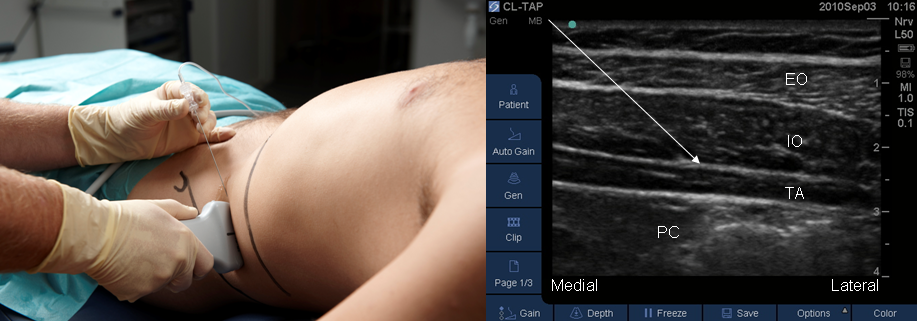 CL-TAP
2010Sep03 10:16
Gen MB
Nrv
L50
98%
MI
1.0
TIS
0.1
Patient
Auto Gain
Gen
Clip
Page 1/3
EO
IO
TA
PC
1
2
3
4
Medial
Lateral
Gain
Depth
Freeze
Save
Options
Color